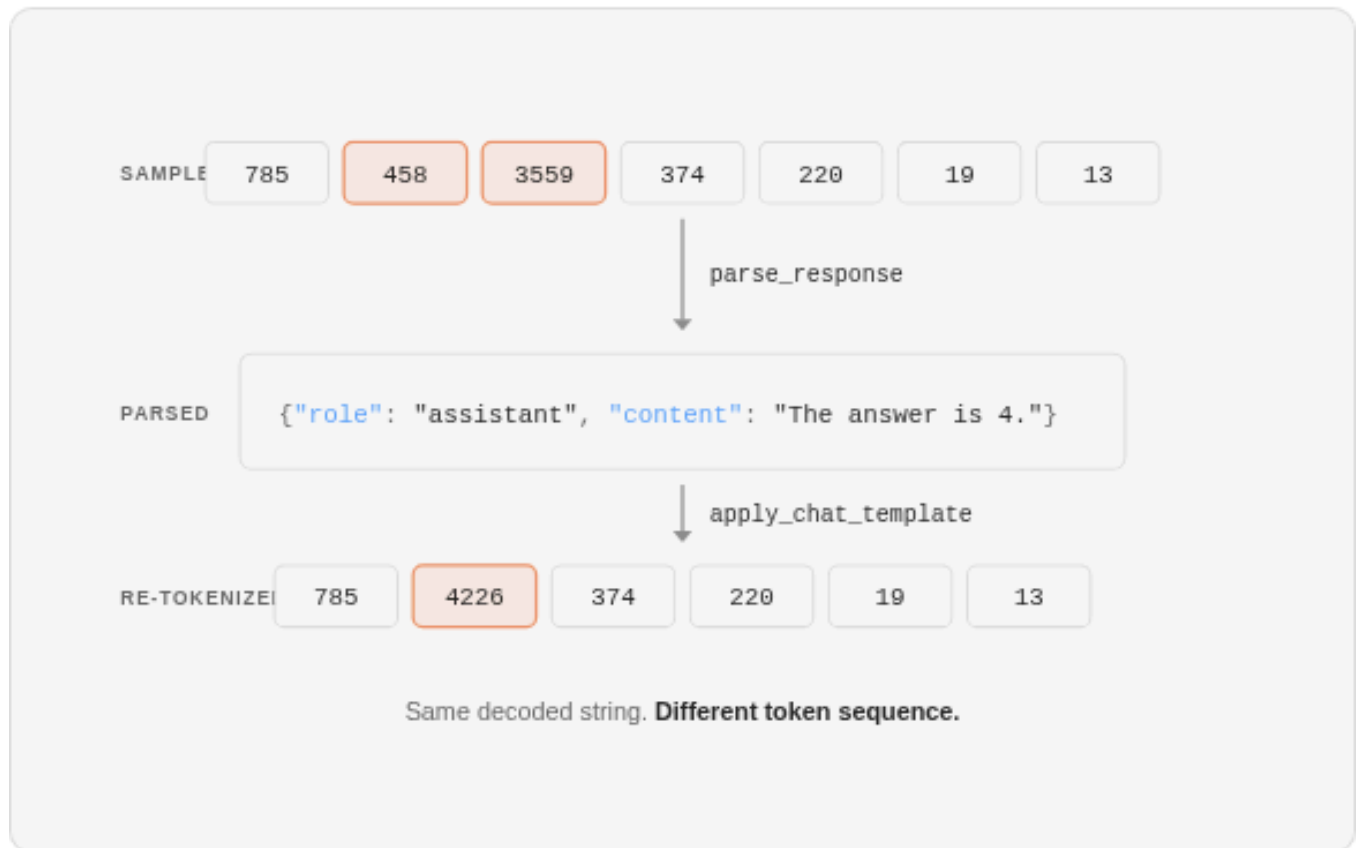 SAMPLE 785 458 3559 374 220 19 13
parse_response
PARSED {"role": "assistant", "content": "The answer is 4."}
apply_chat_template
RE-TOKENIZE 785 4226 374 220 19 13
Same decoded string. Different token sequence.